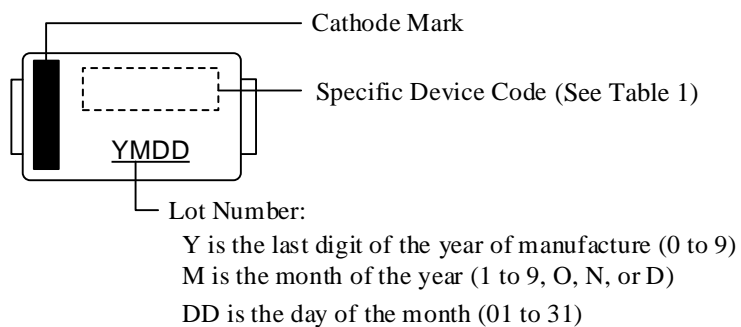 Cathode Mark
Specific Device Code (See Table 1)
YMDD
Lot Number:
Y is the last digit of the year of manufacture (0 to 9)
M is the month of the year (1 to 9, O, N, or D)
DD is the day of the month (01 to 31)